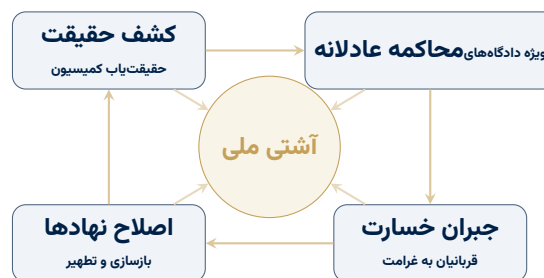 کشف حقیقت
حقیقت‌یاب کمیسیون
محاکمه عادلانه
ویژه دادگاه‌های
آشتی ملی
اصلاح نهادها
بازسازی و تطهیر
جبران خسارت
قربانیان به غرامت